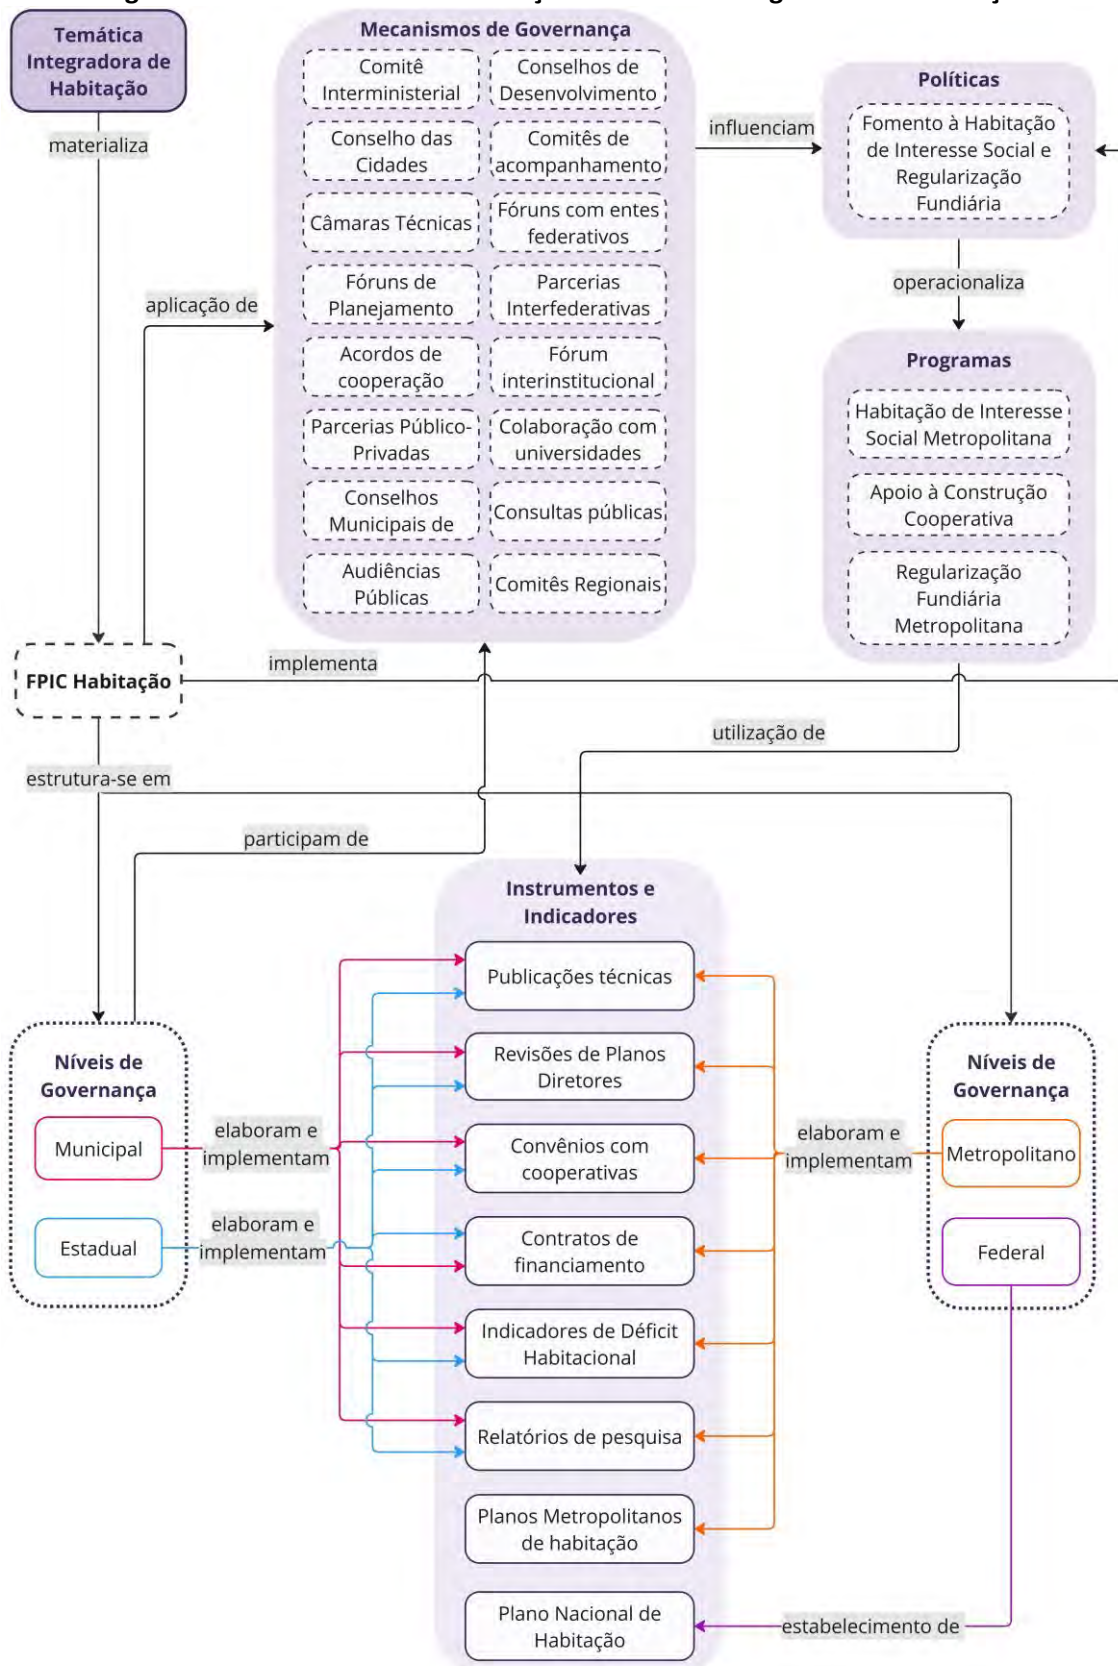 Temática
Integradora de
Habitação
materializa
Mecanismos de Governança
Comitê
Interministerial
Conselhos de
Desenvolvimento
Conselho das
Cidades
Comitês de
acompanhamento
Câmaras Técnicas
Fóruns com entes
federativos
Fóruns de
Planejamento
Parcerias
Interfederativas
Acordos de
cooperação
Fórum
interinstitucional
Parcerias Público-
Privadas
Colaboração com
universidades
Conselhos
Municipais de
Consultas públicas
Audiências
Públicas
Comitês Regionais
influenciam
Políticas
Fomento à Habitação
de Interesse Social e
Regularização
Fundiária
operacionaliza
Programas
Habitação de Interesse
Social Metropolitana
Apoio à Construção
Cooperativa
Regularização
Fundiária
Metropolitana
aplicação de
FPIC Habitação
implementa
utilização de
estrutura-se em
participam de
Instrumentos e
Indicadores
Publicações técnicas
Revisões de Planos
Diretores
Convênios com
cooperativas
Contratos de
financiamento
Indicadores de Déficit
Habitacional
Relatórios de pesquisa
Planos Metropolitanos
de habitação
Plano Nacional de
Habitação
Níveis de
Governança
Municipal
Estadual
elaboram e
implementam
elaboram e
implementam
elaboram e
implementam
Níveis de
Governança
Metropolitano
Federal
estabelecimento de